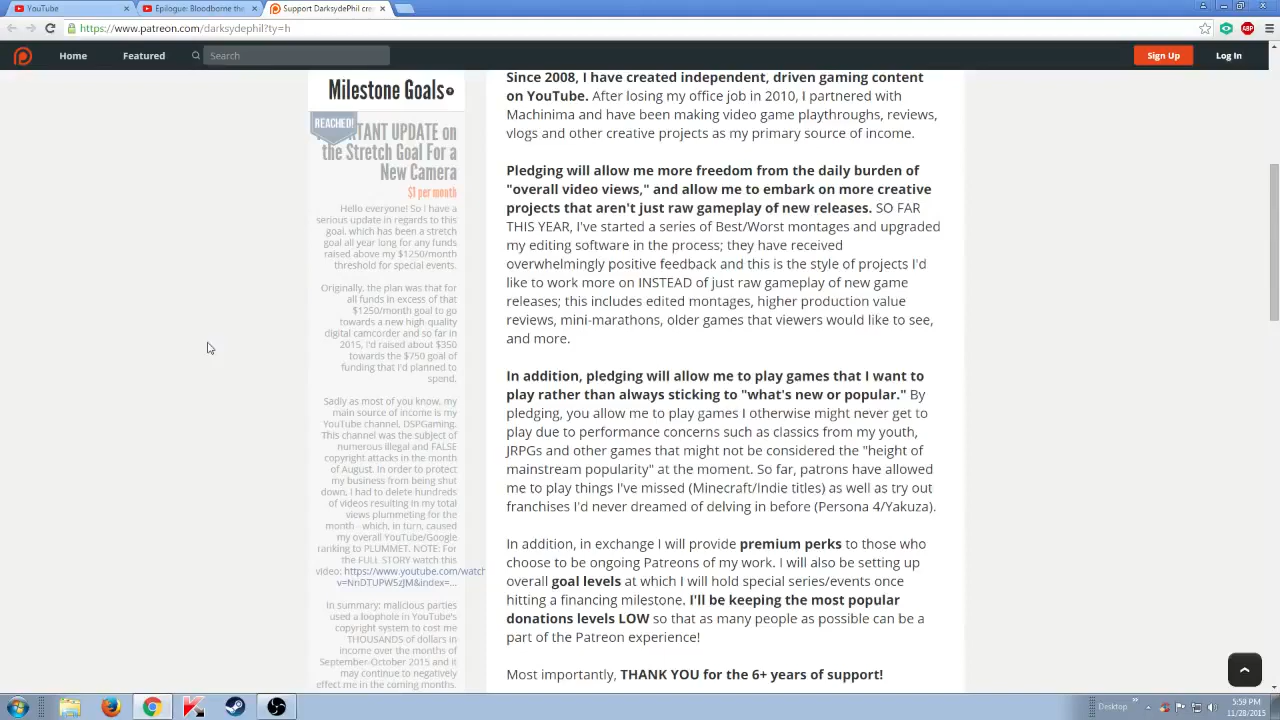 YouTube
Epilogue: Bloodborne the
Support DarksydePhil cre
https://www.patreon.com/darksydephil?ty=h
ABP
Home
Featured
Search
Sign Up
Log In
Milestone Goals
REACHED!
TANT UPDATE on
the Stretch Goal For a
New Camera
$1 per month
Hello everyone! So I have a
serious update in regards to this
goal, which has been a stretch
goal all year long for any funds
raised above my $1250/month
threshold for special events.
Originally, the plan was that for
all funds in excess of that
$1250/month goal to go
towards a new high quality
digital camcorder and so far in
2015, I'd raised about $350
towards the $750 goal of
funding that I'd planned to
spend.
Sadly as most of you know, my
main source of income is my
YouTube channel, DSPGaming.
This channel was the subject of
numerous illegal and FALSE
copyright attacks in the month
of August. In order to protect
my business from being shut
down, I had to delete hundreds
of videos resulting in my total
views plummeting for the
month - which, in turn, caused
my overall YouTube/Google
ranking to PLUMMET. NOTE: For
the FULL STORY watch this
video: https://www.youtube.com/watch
v=NnDTUPW5zJM&index=...
In summary: malicious parties
used a loophole in YouTube's
copyright system to cost me
THOUSANDS of dollars in
income over the months of
September-October 2015 and it
may continue to negatively
effect me in the coming months.
Since 2008, I have created independent, driven gaming content
on YouTube. After losing my office job in 2010, I partnered with
Machinima and have been making video game playthroughs, reviews,
vlogs and other creative projects as my primary source of income.
Pledging will allow me more freedom from the daily burden of
"overall video views," and allow me to embark on more creative
projects that aren't just raw gameplay of new releases. SO FAR
THIS YEAR, I've started a series of Best/Worst montages and upgraded
my editing software in the process; they have received
overwhelmingly positive feedback and this is the style of projects I'd
like to work more on INSTEAD of just raw gameplay of new game
releases; this includes edited montages, higher production value
reviews, mini-marathons, older games that viewers would like to see,
and more.
In addition, pledging will allow me to play games that I want to
play rather than always sticking to "what's new or popular." By
pledging, you allow me to play games I otherwise might never get to
play due to performance concerns such as classics from my youth,
JRPGs and other games that might not be considered the "height of
mainstream popularity" at the moment. So far, patrons have allowed
me to play things I've missed (Minecraft/Indie titles) as well as try out
franchises I'd never dreamed of delving in before (Persona 4/Yakuza).
In addition, in exchange I will provide premium perks to those who
choose to be ongoing Patreons of my work. I will also be setting up
overall goal levels at which I will hold special series/events once
hitting a financing milestone. I'll be keeping the most popular
donations levels LOW so that as many people as possible can be a
part of the Patreon experience!
Most importantly, THANK YOU for the 6+ years of support!
Desktop
5:59 PM
11/28/2015